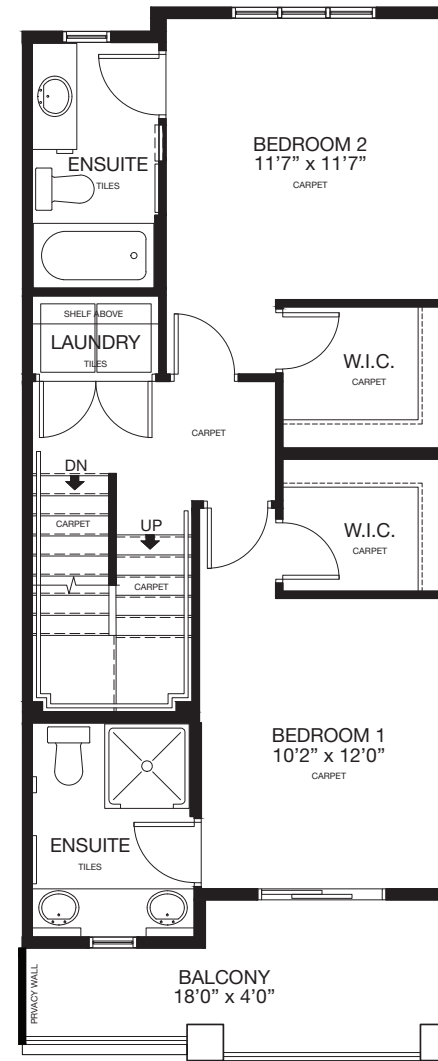 BEDROOM 2
11'7" x 11'7"
CARPET
ENSUITE
TILES
SHELF ABOVE
LAUNDRY
TILES
W.I.C.
CARPET
CARPET
DN
CARPET
UP
CARPET
W.I.C.
CARPET
BEDROOM 1
10'2" x 12'0"
CARPET
ENSUITE
TILES
BALCONY
18'0" x 4'0"
PRVACY WALL